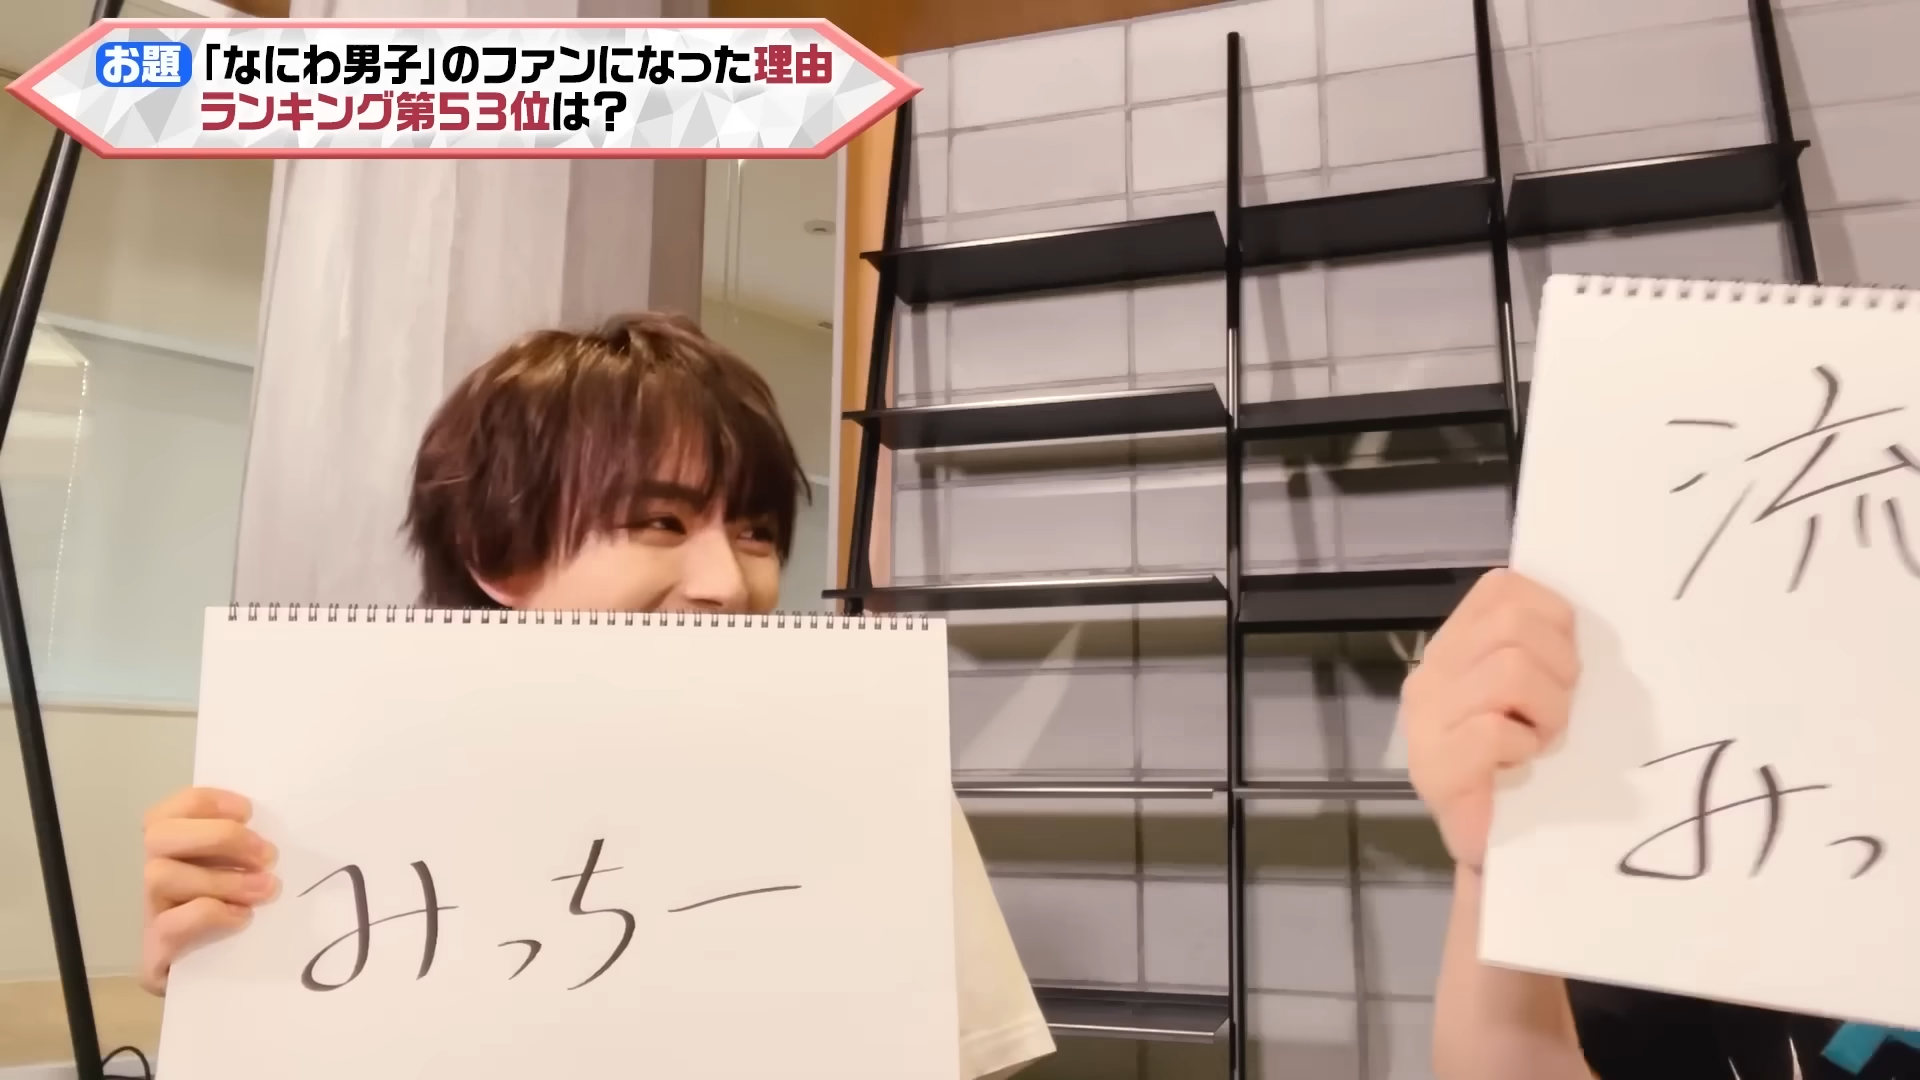 お題 「なにわ男子」のファンになった理由
ランキング第53位は?
みっちー
流
みっ